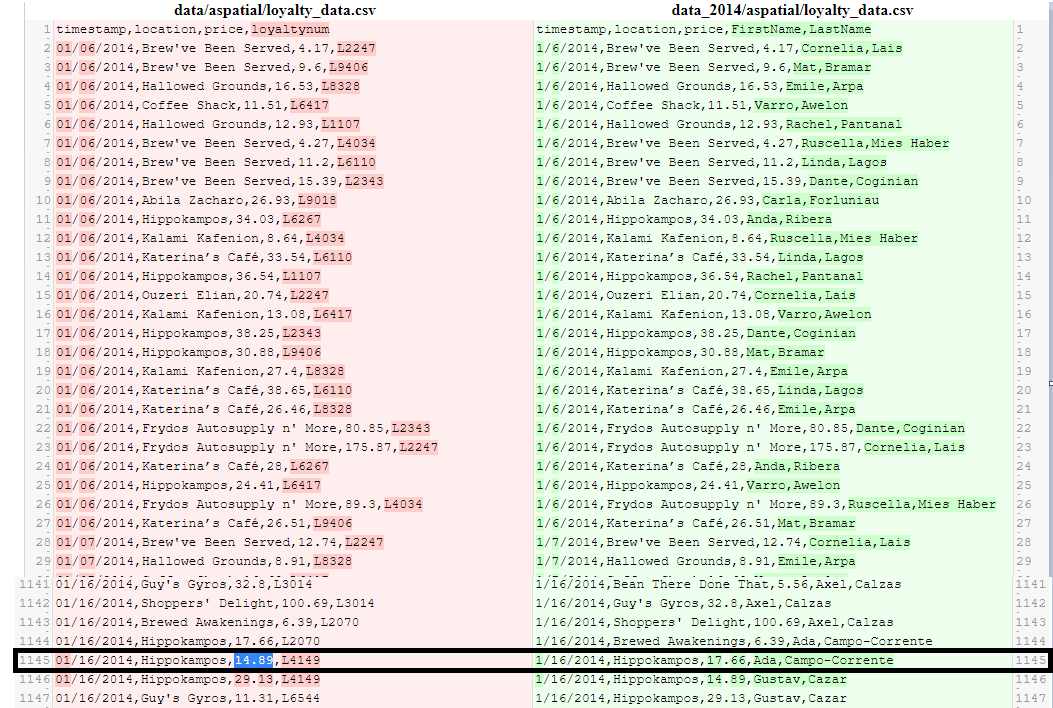 data/aspatial/loyalty_data.csv data_2014/aspatial/loyalty_data.csv
1 timestamp,location,price,loyaltynum timestamp,location,price,FirstName,LastName 1
2 01/06/2014,Brew've Been Served,4.17,L2247 1/6/2014,Brew've Been Served,4.17,Cornelia,Lais 2
3 01/06/2014,Brew've Been Served,9.6,L9406 1/6/2014,Brew've Been Served,9.6,Mat,Bramar 3
4 01/06/2014,Hallowed Grounds,16.53,L8328 1/6/2014,Hallowed Grounds,16.53,Emile,Arpa 4
5 01/06/2014,Coffee Shack,11.51,L6417 1/6/2014,Coffee Shack,11.51,Varro,Awelon 5
6 01/06/2014,Hallowed Grounds,12.93,L1107 1/6/2014,Hallowed Grounds,12.93,Rachel,Pantanal 6
7 01/06/2014,Brew've Been Served,4.27,L4034 1/6/2014,Brew've Been Served,4.27,Ruscella,Mies Haber 7
8 01/06/2014,Brew've Been Served,11.2,L6110 1/6/2014,Brew've Been Served,11.2,Linda,Lagos 8
9 01/06/2014,Brew've Been Served,15.39,L2343 1/6/2014,Brew've Been Served,15.39,Dante,Coginian 9
10 01/06/2014,Abila Zacharo,26.93,L9018 1/6/2014,Abila Zacharo,26.93,Carla,Forluniau 10
11 01/06/2014,Hippokampos,34.03,L6267 1/6/2014,Hippokampos,34.03,Anda,Ribera 11
12 01/06/2014,Kalami Kafenion,8.64,L4034 1/6/2014,Kalami Kafenion,8.64,Ruscella,Mies Haber 12
13 01/06/2014,Katerina's Café,33.54,L6110 1/6/2014,Katerina's Café,33.54,Linda,Lagos 13
14 01/06/2014,Hippokampos,36.54,L1107 1/6/2014,Hippokampos,36.54,Rachel,Pantanal 14
15 01/06/2014,Ouzeri Elian,20.74,L2247 1/6/2014,Ouzeri Elian,20.74,Cornelia,Lais 15
16 01/06/2014,Kalami Kafenion,13.08,L6417 1/6/2014,Kalami Kafenion,13.08,Varro,Awelon 16
17 01/06/2014,Hippokampos,38.25,L2343 1/6/2014,Hippokampos,38.25,Dante,Coginian 17
18 01/06/2014,Hippokampos,30.88,L9406 1/6/2014,Hippokampos,30.88,Mat,Bramar 18
19 01/06/2014,Kalami Kafenion,27.4,L8328 1/6/2014,Kalami Kafenion,27.4,Emile,Arpa 19
20 01/06/2014,Katerina's Café,38.65,L6110 1/6/2014,Katerina's Café,38.65,Linda,Lagos 20
21 01/06/2014,Katerina's Café,26.46,L8328 1/6/2014,Katerina's Café,26.46,Emile,Arpa 21
22 01/06/2014,Frydos Autosupply n' More,80.85,L2343 1/6/2014,Frydos Autosupply n' More,80.85,Dante,Coginian 22
23 01/06/2014,Frydos Autosupply n' More,175.87,L2247 1/6/2014,Frydos Autosupply n' More,175.87,Cornelia,Lais 23
24 01/06/2014,Katerina's Café,28,L6267 1/6/2014,Katerina's Café,28,Anda,Ribera 24
25 01/06/2014,Hippokampos,24.41,L6417 1/6/2014,Hippokampos,24.41,Varro,Awelon 25
26 01/06/2014,Frydos Autosupply n' More,89.3,L4034 1/6/2014,Frydos Autosupply n' More,89.3,Ruscella,Mies Haber 26
27 01/06/2014,Katerina's Café,26.51,L9406 1/6/2014,Katerina's Café,26.51,Mat,Bramar 27
28 01/07/2014,Brew've Been Served,12.74,L2247 1/7/2014,Brew've Been Served,12.74,Cornelia,Lais 28
29 01/07/2014,Hallowed Grounds,8.91,L8328 1/7/2014,Hallowed Grounds,8.91,Emile,Arpa 29
1141 01/16/2014,Guy's Gyros,32.8,L3014 1/16/2014,Bean There Done That,5.56,Axel,Calzas 1141
1142 01/16/2014,Shoppers' Delight,100.69,L3014 1/16/2014,Guy's Gyros,32.8,Axel,Calzas 1142
1143 01/16/2014,Brewed Awakenings,6.39,L2070 1/16/2014,Shoppers' Delight,100.69,Axel,Calzas 1143
1144 01/16/2014,Hippokampos,17.66,L2070 1/16/2014,Brewed Awakenings,6.39,Ada,Campo-Corrente 1144
1145 01/16/2014,Hippokampos,14.89,L4149 1/16/2014,Hippokampos,17.66,Ada,Campo-Corrente 1145
1146 01/16/2014,Hippokampos,29.13,L4149 1/16/2014,Hippokampos,14.89,Gustav,Cazar 1146
1147 01/16/2014,Guy's Gyros,11.31,L6544 1/16/2014,Hippokampos,29.13,Gustav,Cazar 1147